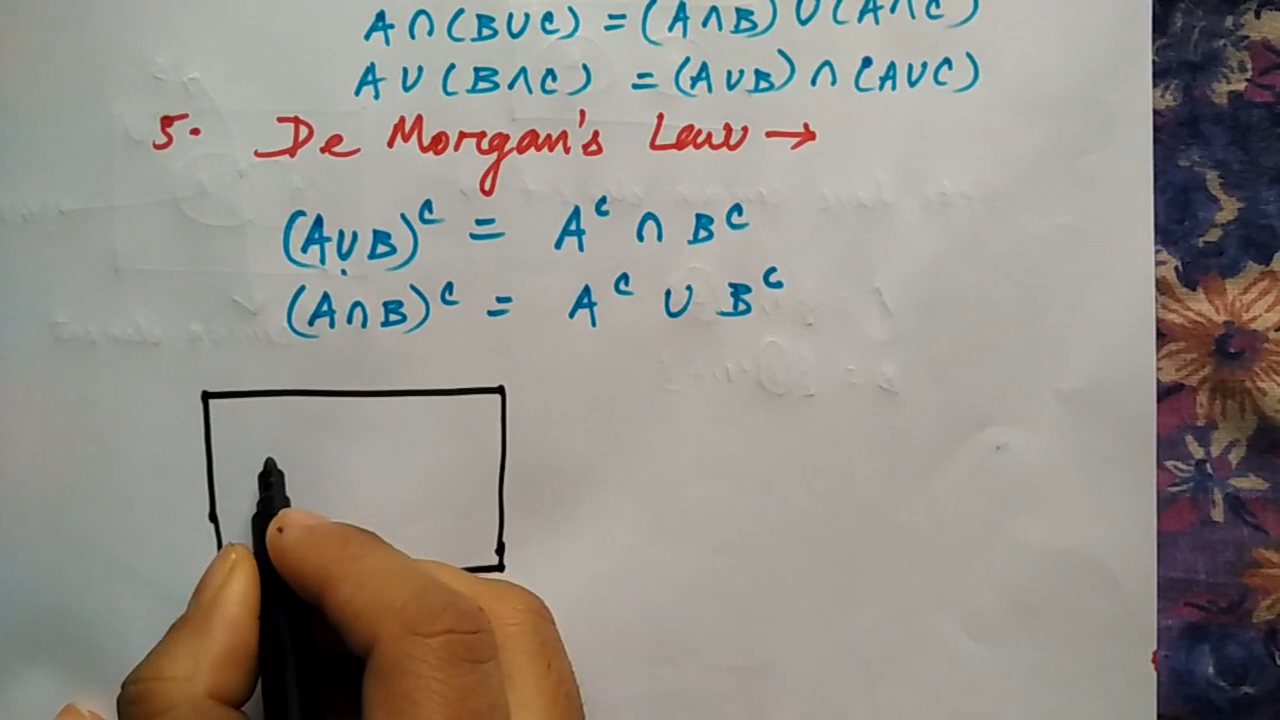 A∩(B∪C) = (A∩B) ∪ (A∩C)
A∪(B∩C) = (A∪B) ∩ (A∪C)
5. De Morgan's Law →
(A∪B)ᶜ = Aᶜ ∩ Bᶜ
(A∩B)ᶜ = Aᶜ ∪ Bᶜ